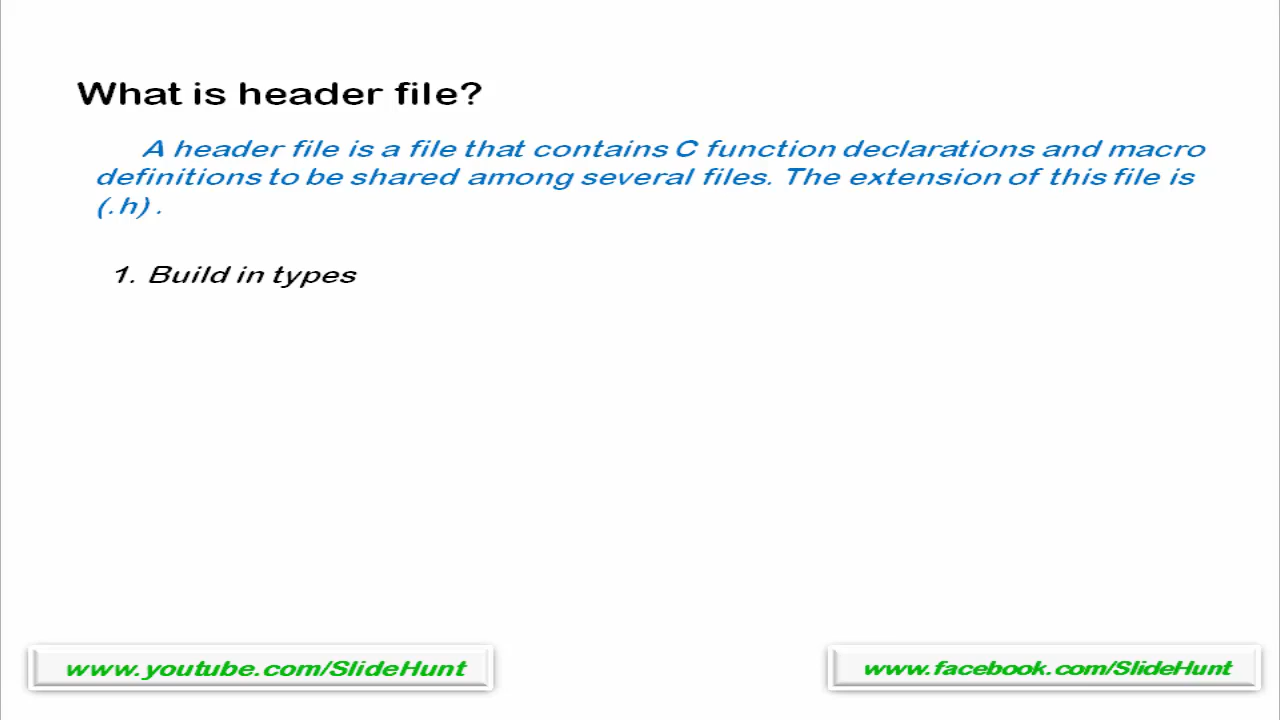 What is header file?
A header file is a file that contains C function declarations and macro
definitions to be shared among several files. The extension of this file is
(.h) .
1. Build in types
www.youtube.com/SlideHunt
www.facebook.com/SlideHunt